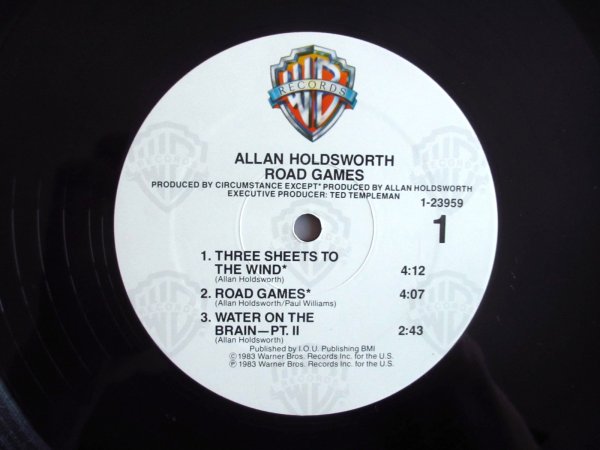 WB
RECORDS
ALLAN HOLDSWORTH
ROAD GAMES
PRODUCED BY CIRCUMSTANCE EXCEPT* PRODUCED BY ALLAN HOLDSWORTH
EXECUTIVE PRODUCER: TED TEMPLEMAN
1-23959
1
1. THREE SHEETS TO
THE WIND* 4:12
(Allan Holdsworth)
2. ROAD GAMES* 4:07
(Allan Holdsworth/Paul Williams)
3. WATER ON THE
BRAIN—PT. II 2:43
(Allan Holdsworth)
Published by I.O.U. Publishing BMI
©1983 Warner Bros. Records Inc. for the U.S.
℗1983 Warner Bros. Records Inc. for the U.S.